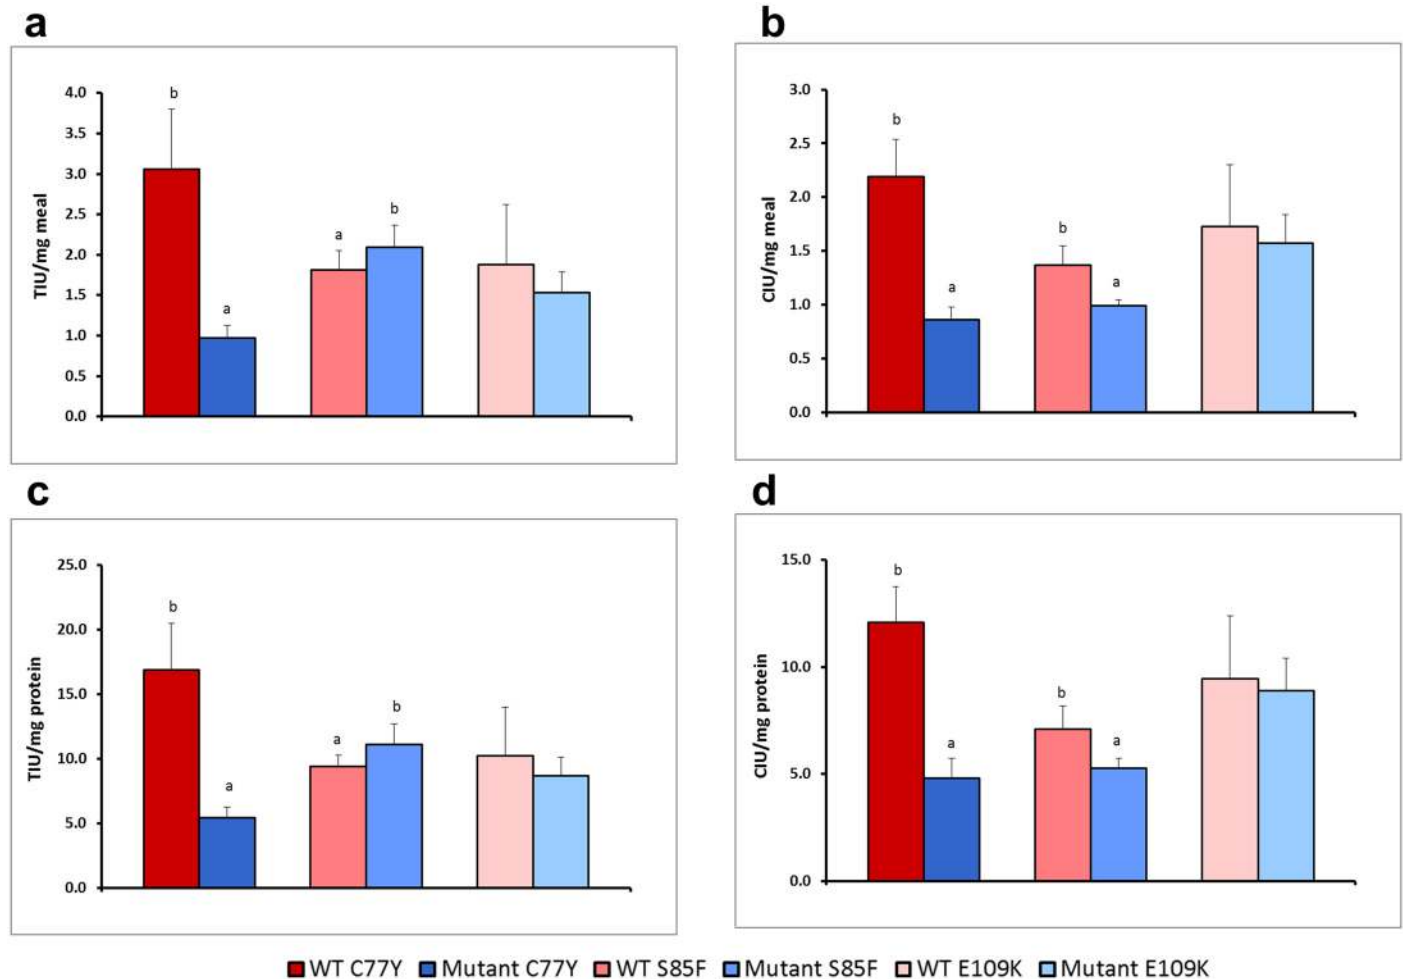 a
4.0
3.5
3.0
2.5
2.0
1.5
1.0
0.5
0.0
TIU/mg meal
b
a
a
b
b
3.0
2.5
2.0
1.5
1.0
0.5
0.0
CIU/mg meal
b
a
b
a
c
25.0
20.0
15.0
10.0
5.0
0.0
TIU/mg protein
b
a
a
b
d
15.0
10.0
5.0
0.0
CIU/mg protein
b
a
b
a
WT C77Y Mutant C77Y WT S85F Mutant S85F WT E109K Mutant E109K